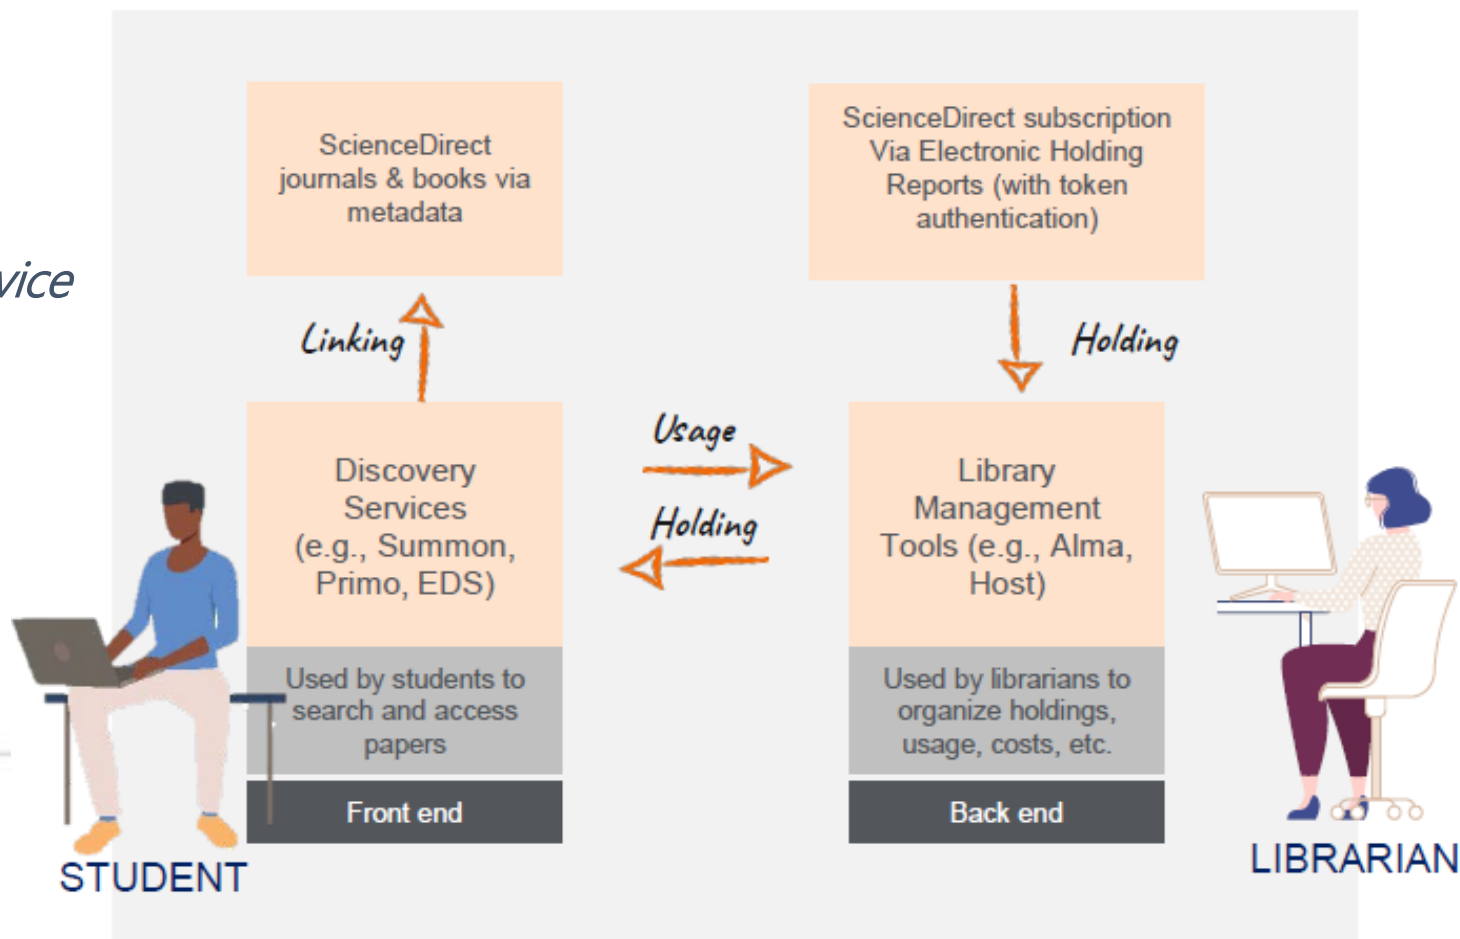 ScienceDirect
journals & books via
metadata
ScienceDirect subscription
Via Electronic Holding
Reports (with token
authentication)
vice
Linking
Holding
Usage
Holding
Discovery
Services
(e.g., Summon,
Primo, EDS)
Library
Management
Tools (e.g., Alma,
Host)
Used by students to
search and access
papers
Used by librarians to
organize holdings,
usage, costs, etc.
Front end
Back end
STUDENT
LIBRARIAN